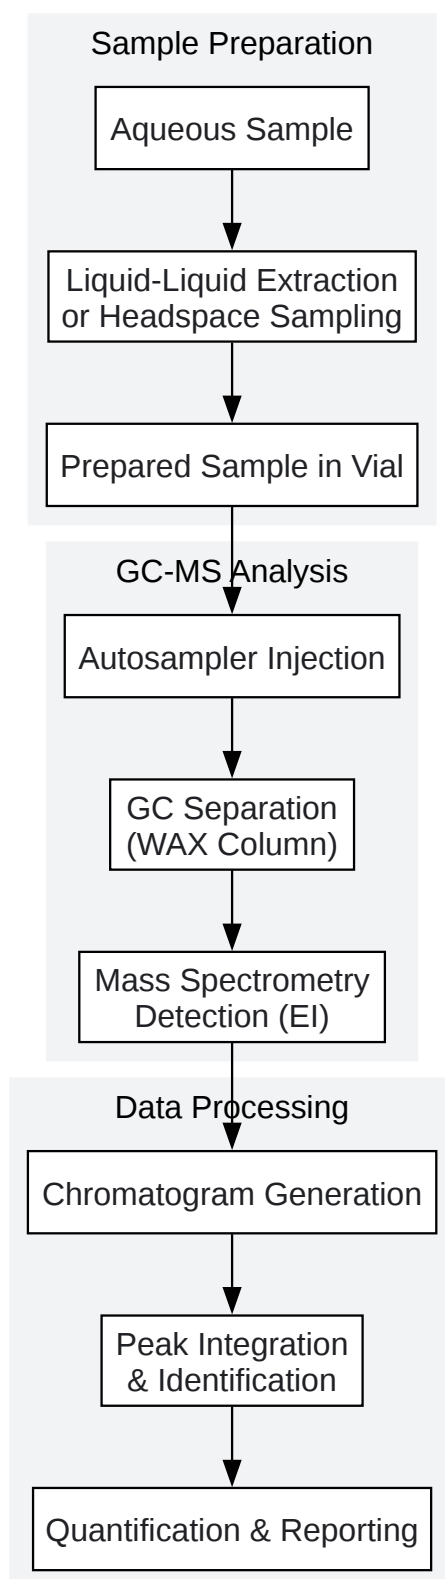 Sample Preparation
Aqueous Sample
Liquid-Liquid Extraction
or Headspace Sampling
Prepared Sample in Vial
GC-MS Analysis
Autosampler Injection
GC Separation
(WAX Column)
Mass Spectrometry
Detection (EI)
Data Processing
Chromatogram Generation
Peak Integration
& Identification
Quantification & Reporting